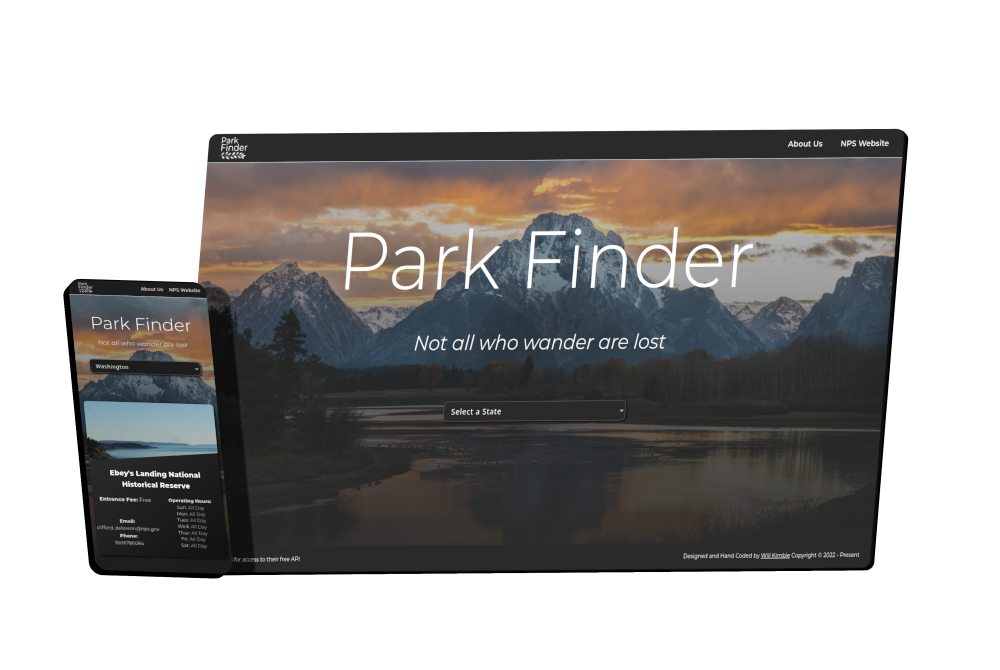 Park
Finder
About Us
NPS Website
Park Finder
Not all who wander are lost
Select a State
for access to their free API
Designed and Hand Coded by Will Kimble Copyright © 2022 - Present
Park
Finder
About Us
NPS Website
Park Finder
Not all who wander are lost
Washington
Ebey's Landing National
Historical Reserve
Entrance Fee: Free
Operating Hours:
Sun: All Day
Mon: All Day
Tues: All Day
Wed: All Day
Thur: All Day
Fri: All Day
Sat: All Day
Email:
Phone: